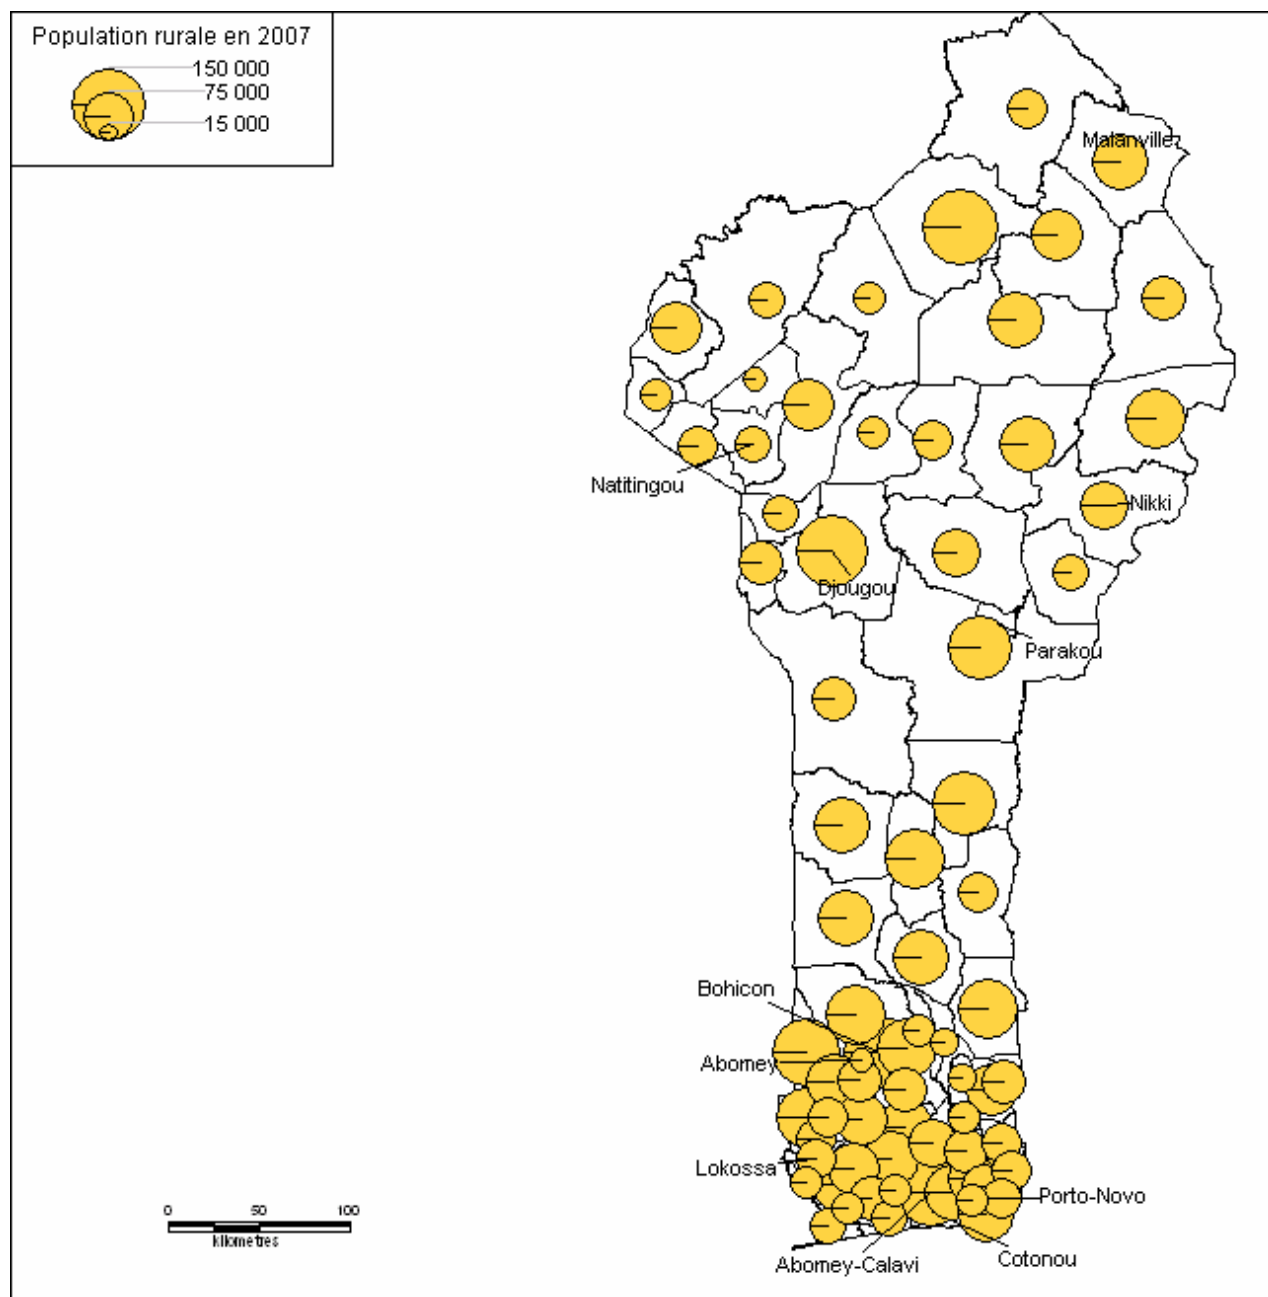 Population rurale en 2007
150 000
75 000
15 000
Malanville
Natitingou
Nikki
Djougou
Parakou
Bohicon
Abomey
Lokossa
Porto-Novo
Cotonou
Abomey-Calavi
0 50 100
kilometres